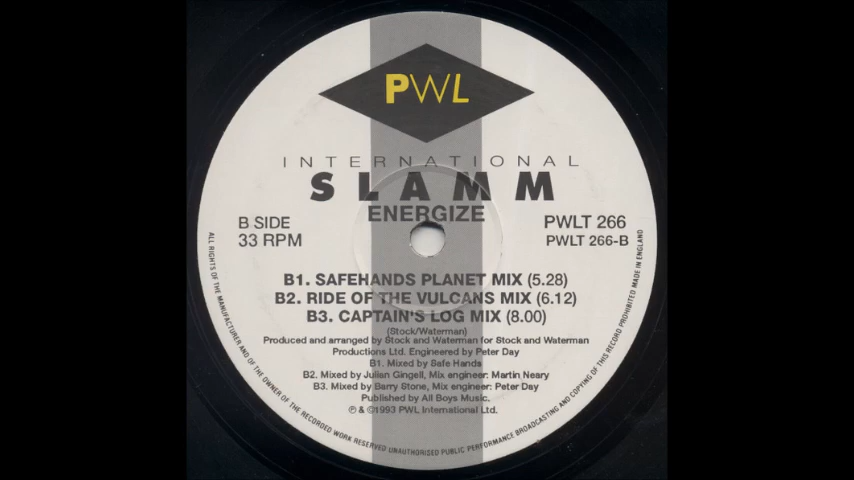 PWL
INTERNATIONAL
SLAMM
ENERGIZE
B SIDE
33 RPM
PWLT 266
PWLT 266-B
B1. SAFEHANDS PLANET MIX (5.28)
B2. RIDE OF THE VULCANS MIX (6.12)
B3. CAPTAIN'S LOG MIX (8.00)
(Stock/Waterman)
Produced and arranged by Stock and Waterman for Stock and Waterman
Productions Ltd. Engineered by Peter Day
B1. Mixed by Safe Hands
B2. Mixed by Julian Gingell, Mix engineer: Martin Neary
B3. Mixed by Barry Stone, Mix engineer: Peter Day
Published by All Boys Music.
℗ & ©1993 PWL International Ltd.
ALL RIGHTS OF THE MANUFACTURER AND OF THE OWNER OF THE RECORDED WORK RESERVED UNAUTHORISED PUBLIC PERFORMANCE BROADCASTING AND COPYING OF THIS RECORD PROHIBITED MADE IN ENGLAND